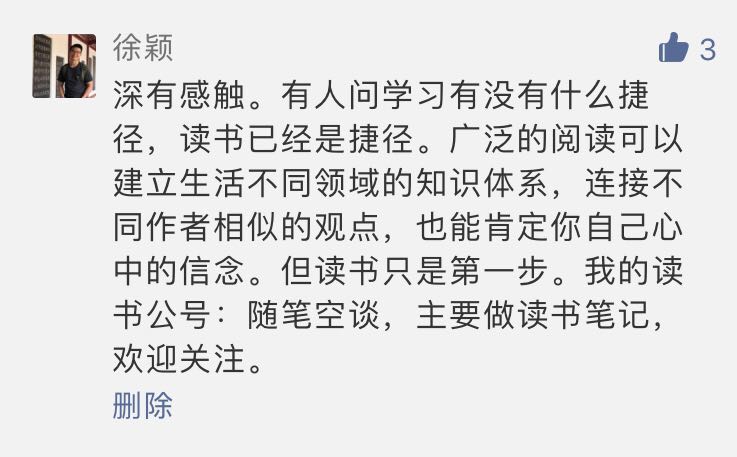 徐颖
3
深有感触。有人问学习有没有什么捷
径，读书已经是捷径。广泛的阅读可以
建立生活不同领域的知识体系，连接不
同作者相似的观点，也能肯定你自己心
中的信念。但读书只是第一步。我的读
书公号：随笔空谈，主要做读书笔记，
欢迎关注。
删除